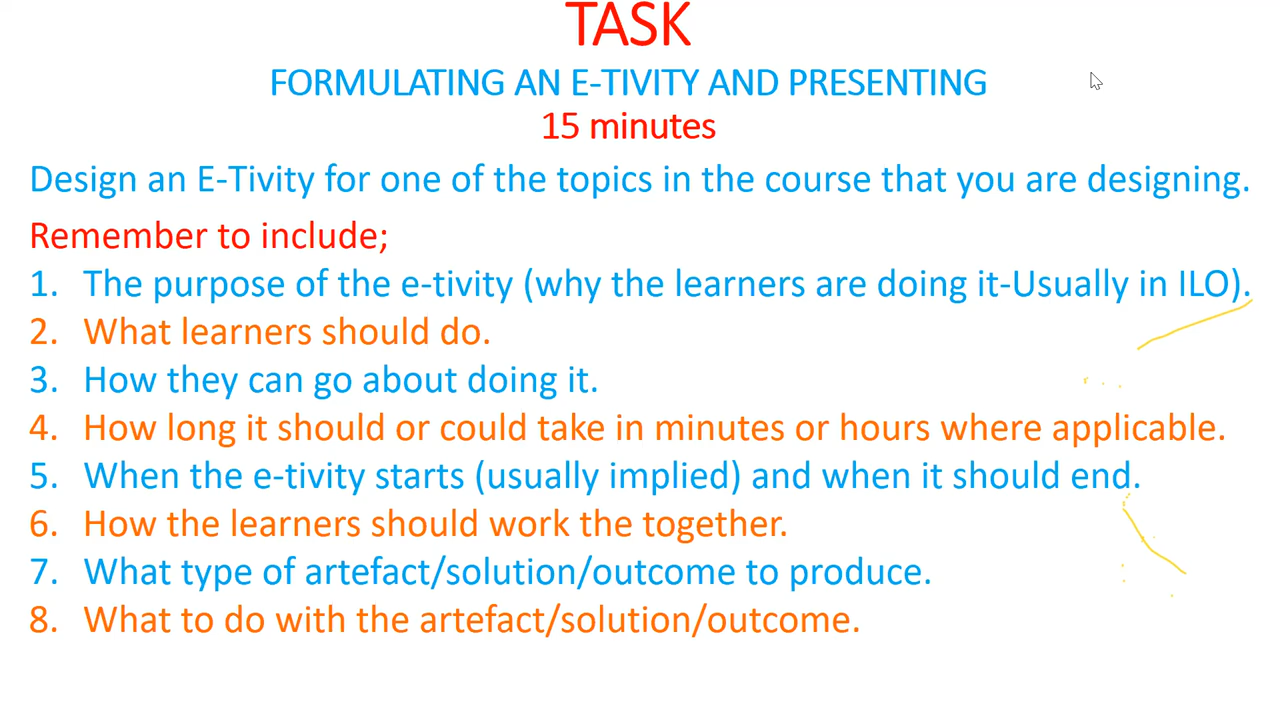 TASK
FORMULATING AN E-TIVITY AND PRESENTING
15 minutes
Design an E-Tivity for one of the topics in the course that you are designing.
Remember to include;
1. The purpose of the e-tivity (why the learners are doing it-Usually in ILO).
2. What learners should do.
3. How they can go about doing it.
4. How long it should or could take in minutes or hours where applicable.
5. When the e-tivity starts (usually implied) and when it should end.
6. How the learners should work the together.
7. What type of artefact/solution/outcome to produce.
8. What to do with the artefact/solution/outcome.